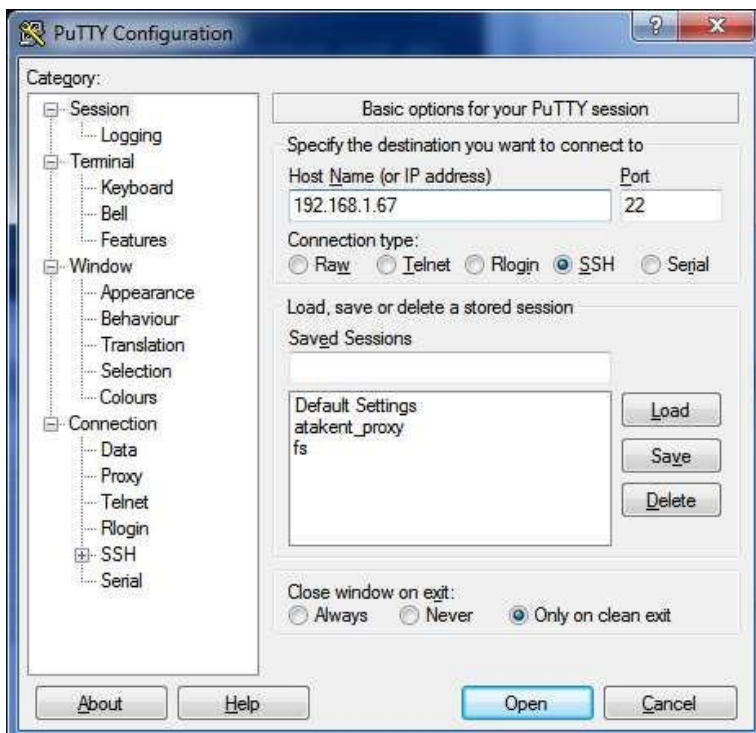 PuTTY Configuration
?
X
Category:
Session
Logging
Terminal
Keyboard
Bell
Features
Window
Appearance
Behaviour
Translation
Selection
Colours
Connection
Data
Proxy
Telnet
Rlogin
SSH
Serial
Basic options for your PuTTY session
Specify the destination you want to connect to
Host Name (or IP address) Port
192.168.1.67 22
Connection type:
Raw Telnet Rlogin SSH Serial
Load, save or delete a stored session
Saved Sessions
Default Settings
atakent_proxy
fs
Load
Save
Delete
Close window on exit:
Always Never Only on clean exit
About Help Open Cancel